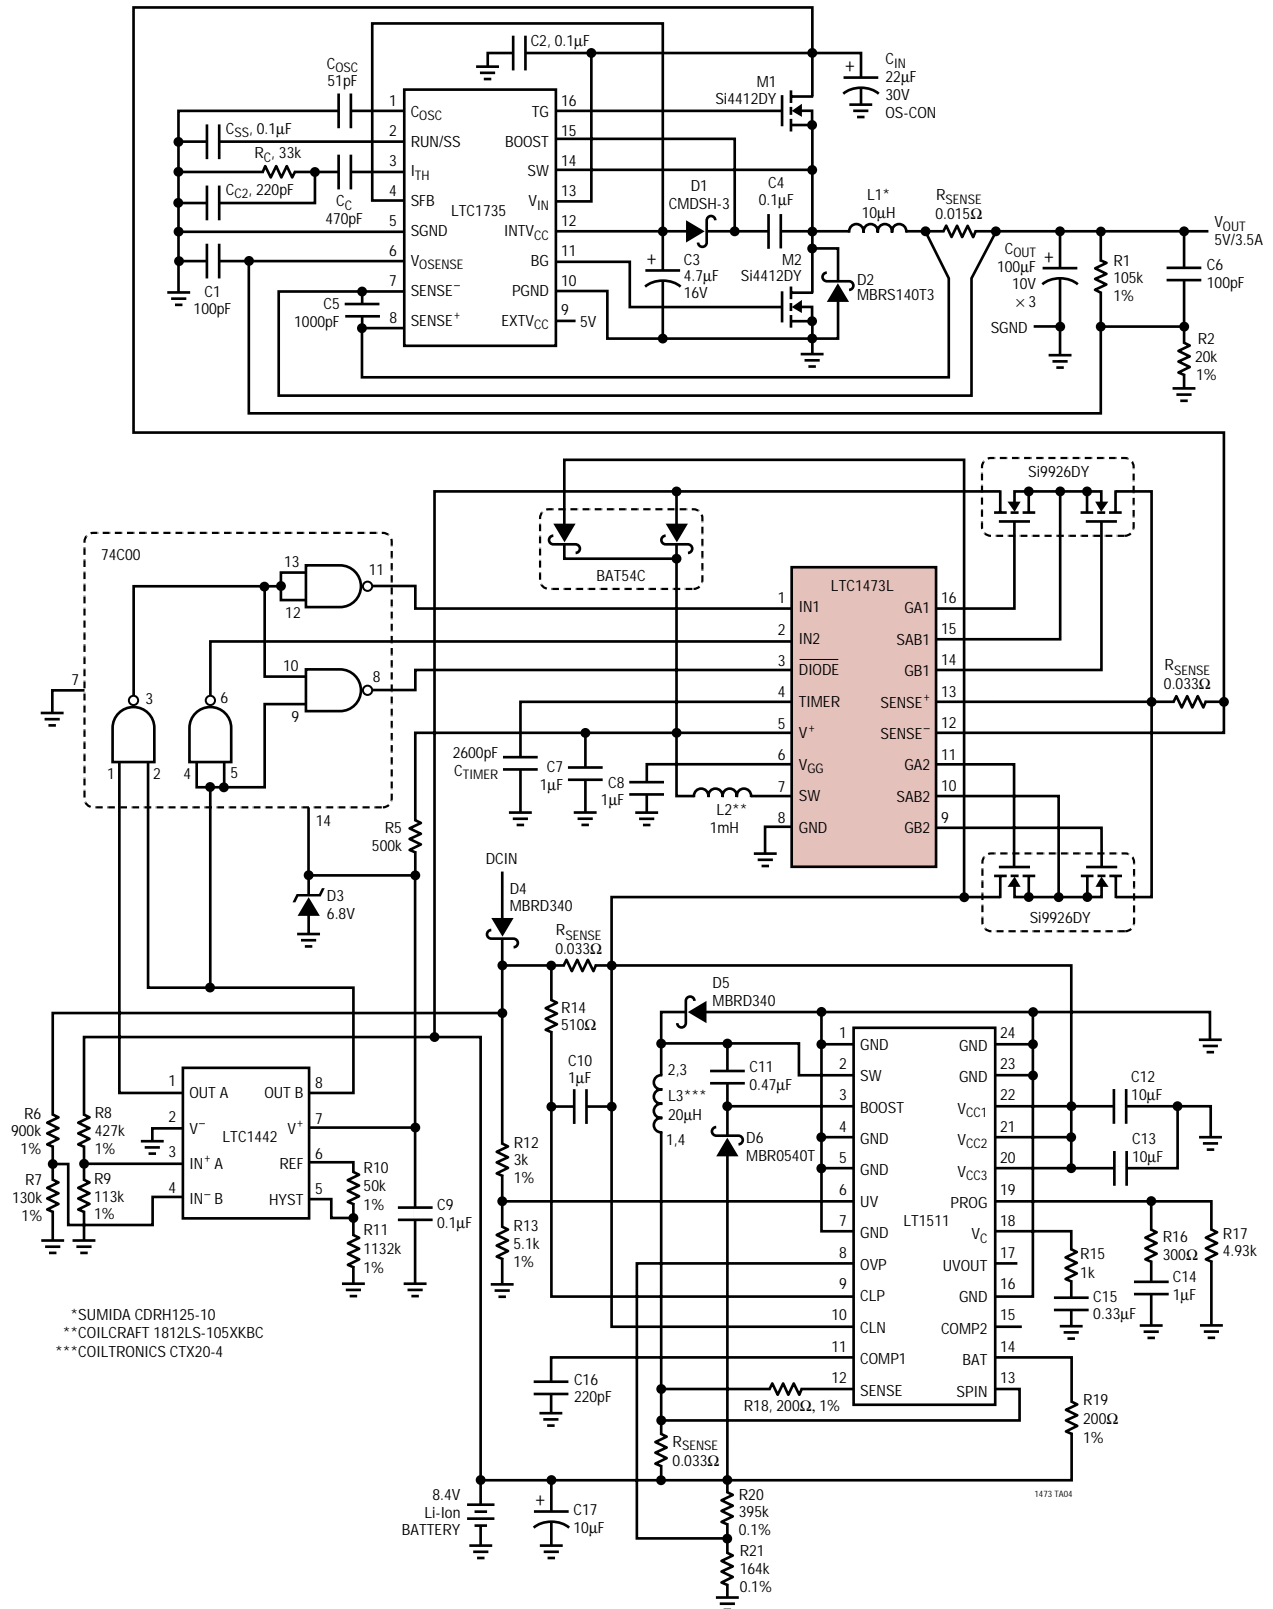 C2, 0.1µF
COSC
51pF
CSS, 0.1µF
RC, 33k
CC2, 220pF
CC
470pF
C1
100pF
C5
1000pF
1
2
3
4
5
6
7
8
COSC
RUN/SS
ITH
SFB
SGND
VOSENSE
SENSE–
SENSE+
LTC1735
TG
BOOST
SW
VIN
INTVCC
BG
PGND
EXTVCC
16
15
14
13
12
11
10
9
5V
M1
Si4412DY
+
CIN
22µF
30V
OS-CON
D1
CMDSH-3
C4
0.1µF
+
C3
4.7µF
16V
M2
Si4412DY
D2
MBRS140T3
L1*
10µH
RSENSE
0.015Ω
VOUT
5V/3.5A
COUT
100µF
10V
× 3
+
SGND
R1
105k
1%
C6
100pF
R2
20k
1%
Si9926DY
BAT54C
74C00
13
12
11
10
9
8
7
3
6
1
2
4
5
14
LTC1473L
1
2
3
4
5
6
7
8
IN1
IN2
DIODE
TIMER
V+
VGG
SW
GND
GA1
SAB1
GB1
SENSE+
SENSE–
GA2
SAB2
GB2
16
15
14
13
12
11
10
9
RSENSE
0.033Ω
2600pF
CTIMER
C7
1µF
C8
1µF
L2**
1mH
Si9926DY
R5
500k
D3
6.8V
DCIN
D4
MBRD340
RSENSE
0.033Ω
R14
510Ω
C10
1µF
D5
MBRD340
2,3
L3***
20µH
1,4
C11
0.47µF
D6
MBR0540T
R6
900k
1%
R7
130k
1%
R8
427k
1%
R9
113k
1%
1
2
3
4
OUT A
V–
IN+ A
IN– B
LTC1442
OUT B
V+
REF
HYST
8
7
6
5
R10
50k
1%
R11
1132k
1%
C9
0.1µF
R12
3k
1%
R13
5.1k
1%
1
2
3
4
5
6
7
8
9
10
11
12
GND
SW
BOOST
GND
GND
UV
GND
OVP
CLP
CLN
COMP1
SENSE
LT1511
GND
GND
VCC1
VCC2
VCC3
PROG
VC
UVOUT
GND
COMP2
BAT
SPIN
24
23
22
21
20
19
18
17
16
15
14
13
C12
10µF
C13
10µF
R15
1k
C15
0.33µF
R16
300Ω
C14
1µF
R17
4.93k
C16
220pF
R18, 200Ω, 1%
RSENSE
0.033Ω
R19
200Ω
1%
8.4V
Li-Ion
BATTERY
+
C17
10µF
R20
395k
0.1%
R21
164k
0.1%
1473 TA04
*SUMIDA CDRH125-10
**COILCRAFT 1812LS-105XKBC
***COILTRONICS CTX20-4